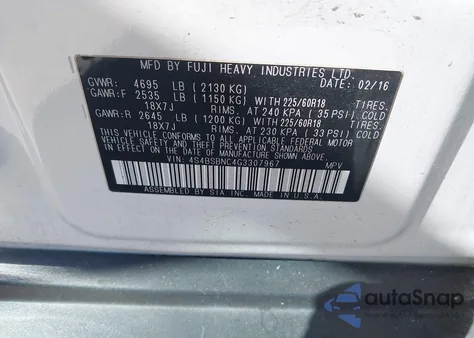 MFD BY FUJI HEAVY INDUSTRIES LTD. DATE: 02/16
GVWR: 4695 LB (2130 KG)
GAWR:F 2535 LB (1150 KG) WITH 225/60R18 TIRES.
18X7J RIMS. AT 240 KPA ( 35 PSI) COLD
GAWR:R 2645 LB (1200 KG) WITH 225/60R18 TIRES.
18X7J RIMS. AT 230 KPA ( 33 PSI) COLD
THIS VEHICLE CONFORMS TO ALL APPLICABLE FEDERAL MOTOR
VEHICLE SAFETY AND THEFT PREVENTION STANDARDS
IN EFFECT ON THE DATE OF MANUFACTURE SHOWN ABOVE.
VIN: 4S4BSBNC4G3307967 MPV
ASSEMBLED BY SIA INC. MADE IN U.S.A.
autoSnap